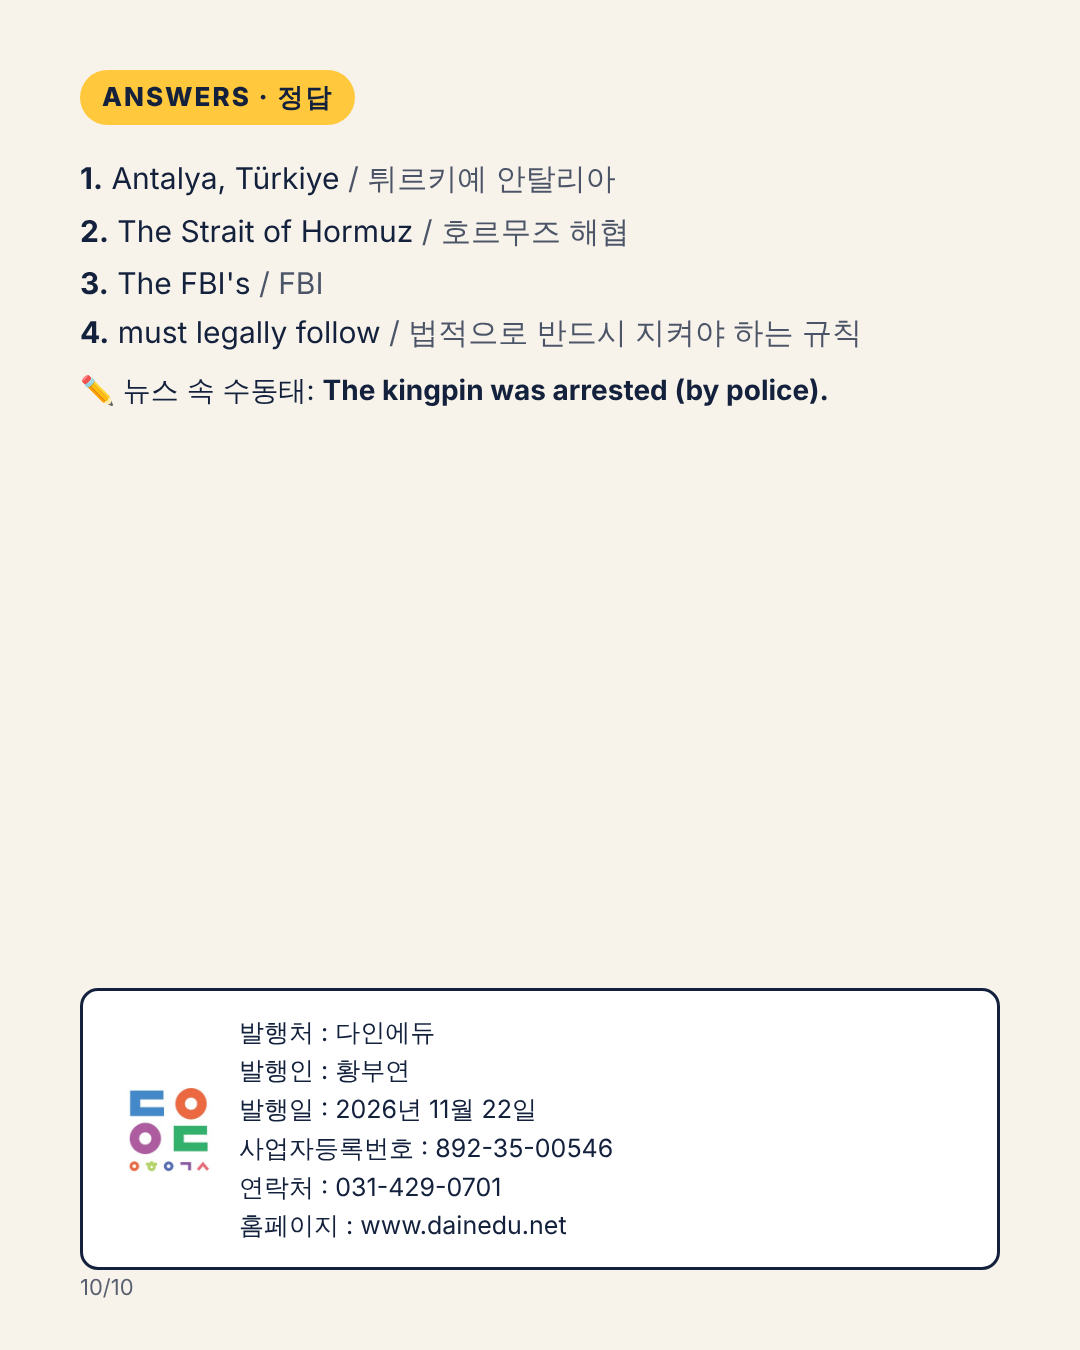 ANSWERS · 정답
1. Antalya, Türkiye / 튀르키예 안탈리아
2. The Strait of Hormuz / 호르무즈 해협
3. The FBI's / FBI
4. must legally follow / 법적으로 반드시 지켜야 하는 규칙
✏️ 뉴스 속 수동태: The kingpin was arrested (by police).
발행처 : 다인에듀
발행인 : 황부연
발행일 : 2026년 11월 22일
사업자등록번호 : 892-35-00546
연락처 : 031-429-0701
홈페이지 : www.dainedu.net
10/10